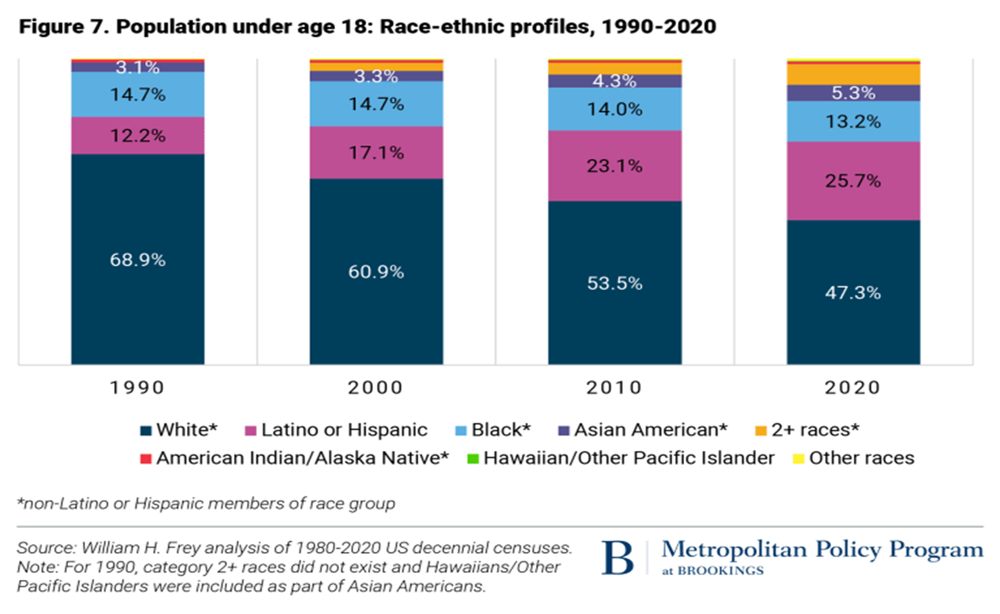 Figure 7. Population under age 18: Race-ethnic profiles, 1990-2020
3.1%
14.7%
12.2%
68.9%
3.3%
14.7%
17.1%
60.9%
4.3%
14.0%
23.1%
53.5%
5.3%
13.2%
25.7%
47.3%
1990
2000
2010
2020
White*
Latino or Hispanic
Black*
Asian American*
2+ races*
American Indian/Alaska Native*
Hawaiian/Other Pacific Islander
Other races
*non-Latino or Hispanic members of race group
Source: William H. Frey analysis of 1980-2020 US decennial censuses.
Note: For 1990, category 2+ races did not exist and Hawaiians/Other
Pacific Islanders were included as part of Asian Americans.
B
Metropolitan Policy Program
at BROOKINGS